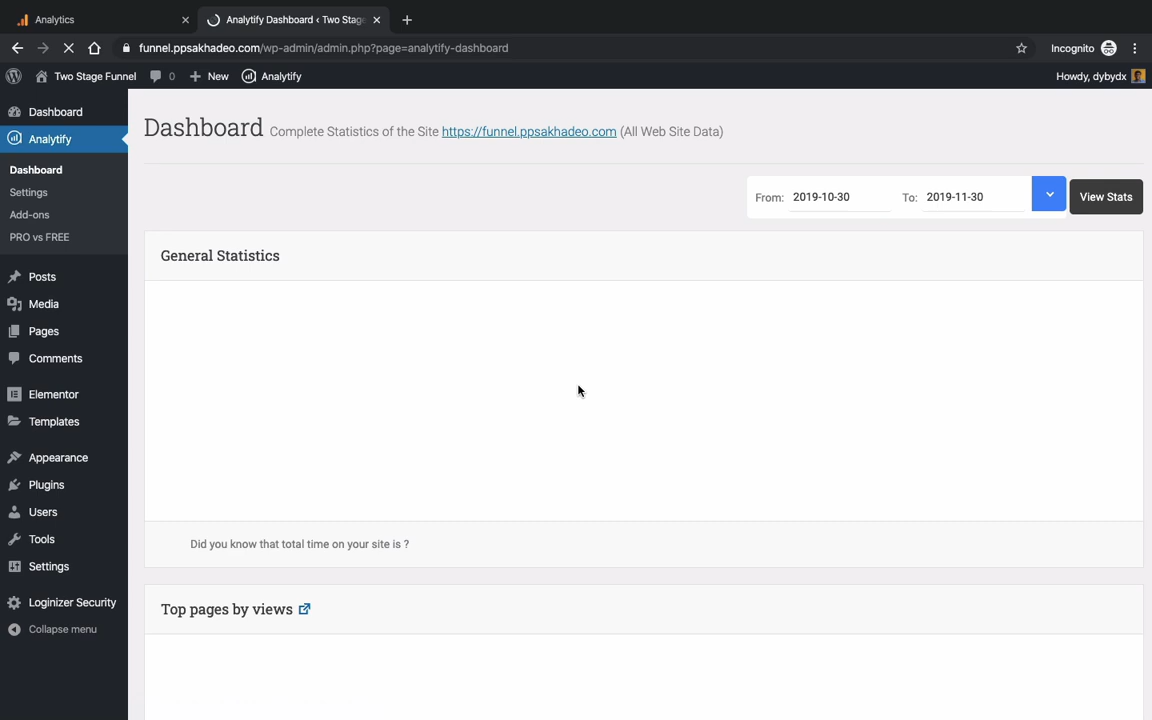 Analytics
Analytify Dashboard ‹ Two Stage
funnel.ppsakhadeo.com/wp-admin/admin.php?page=analytify-dashboard
Incognito
Two Stage Funnel
0
New
Analytify
Howdy, dybydx
Dashboard
Analytify
Dashboard
Settings
Add-ons
PRO vs FREE
Posts
Media
Pages
Comments
Elementor
Templates
Appearance
Plugins
Users
Tools
Settings
Loginizer Security
Collapse menu
Dashboard Complete Statistics of the Site https://funnel.ppsakhadeo.com (All Web Site Data)
From: 2019-10-30 To: 2019-11-30 View Stats
General Statistics
Did you know that total time on your site is ?
Top pages by views